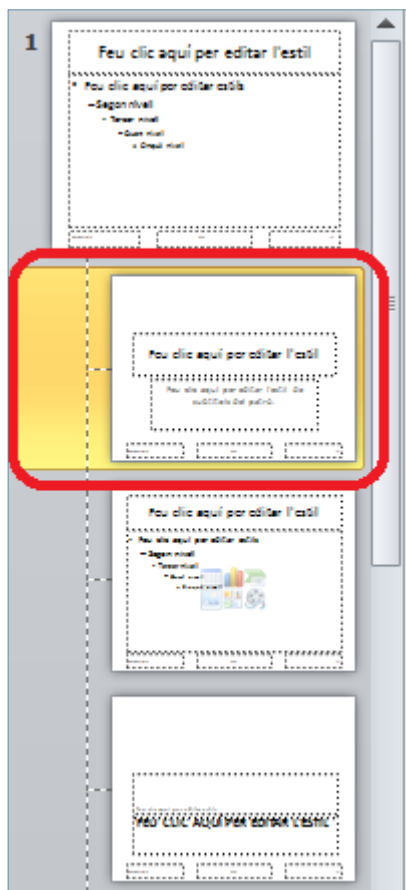 1
Feu clic aquí per editar l'estil
• Feu clic aquí per editar estils
– Segon nivell
• Tercer nivell
– Quart nivell
» Cinquè nivell
Feu clic aquí per editar l'estil
Feu clic aquí per editar l'estil de
subtítols del patró.
Feu clic aquí per editar l'estil
• Feu clic aquí per editar estils
– Segon nivell
• Tercer nivell
– Quart nivell
FEU CLIC AQUÍ PER EDITAR L'ESTIL